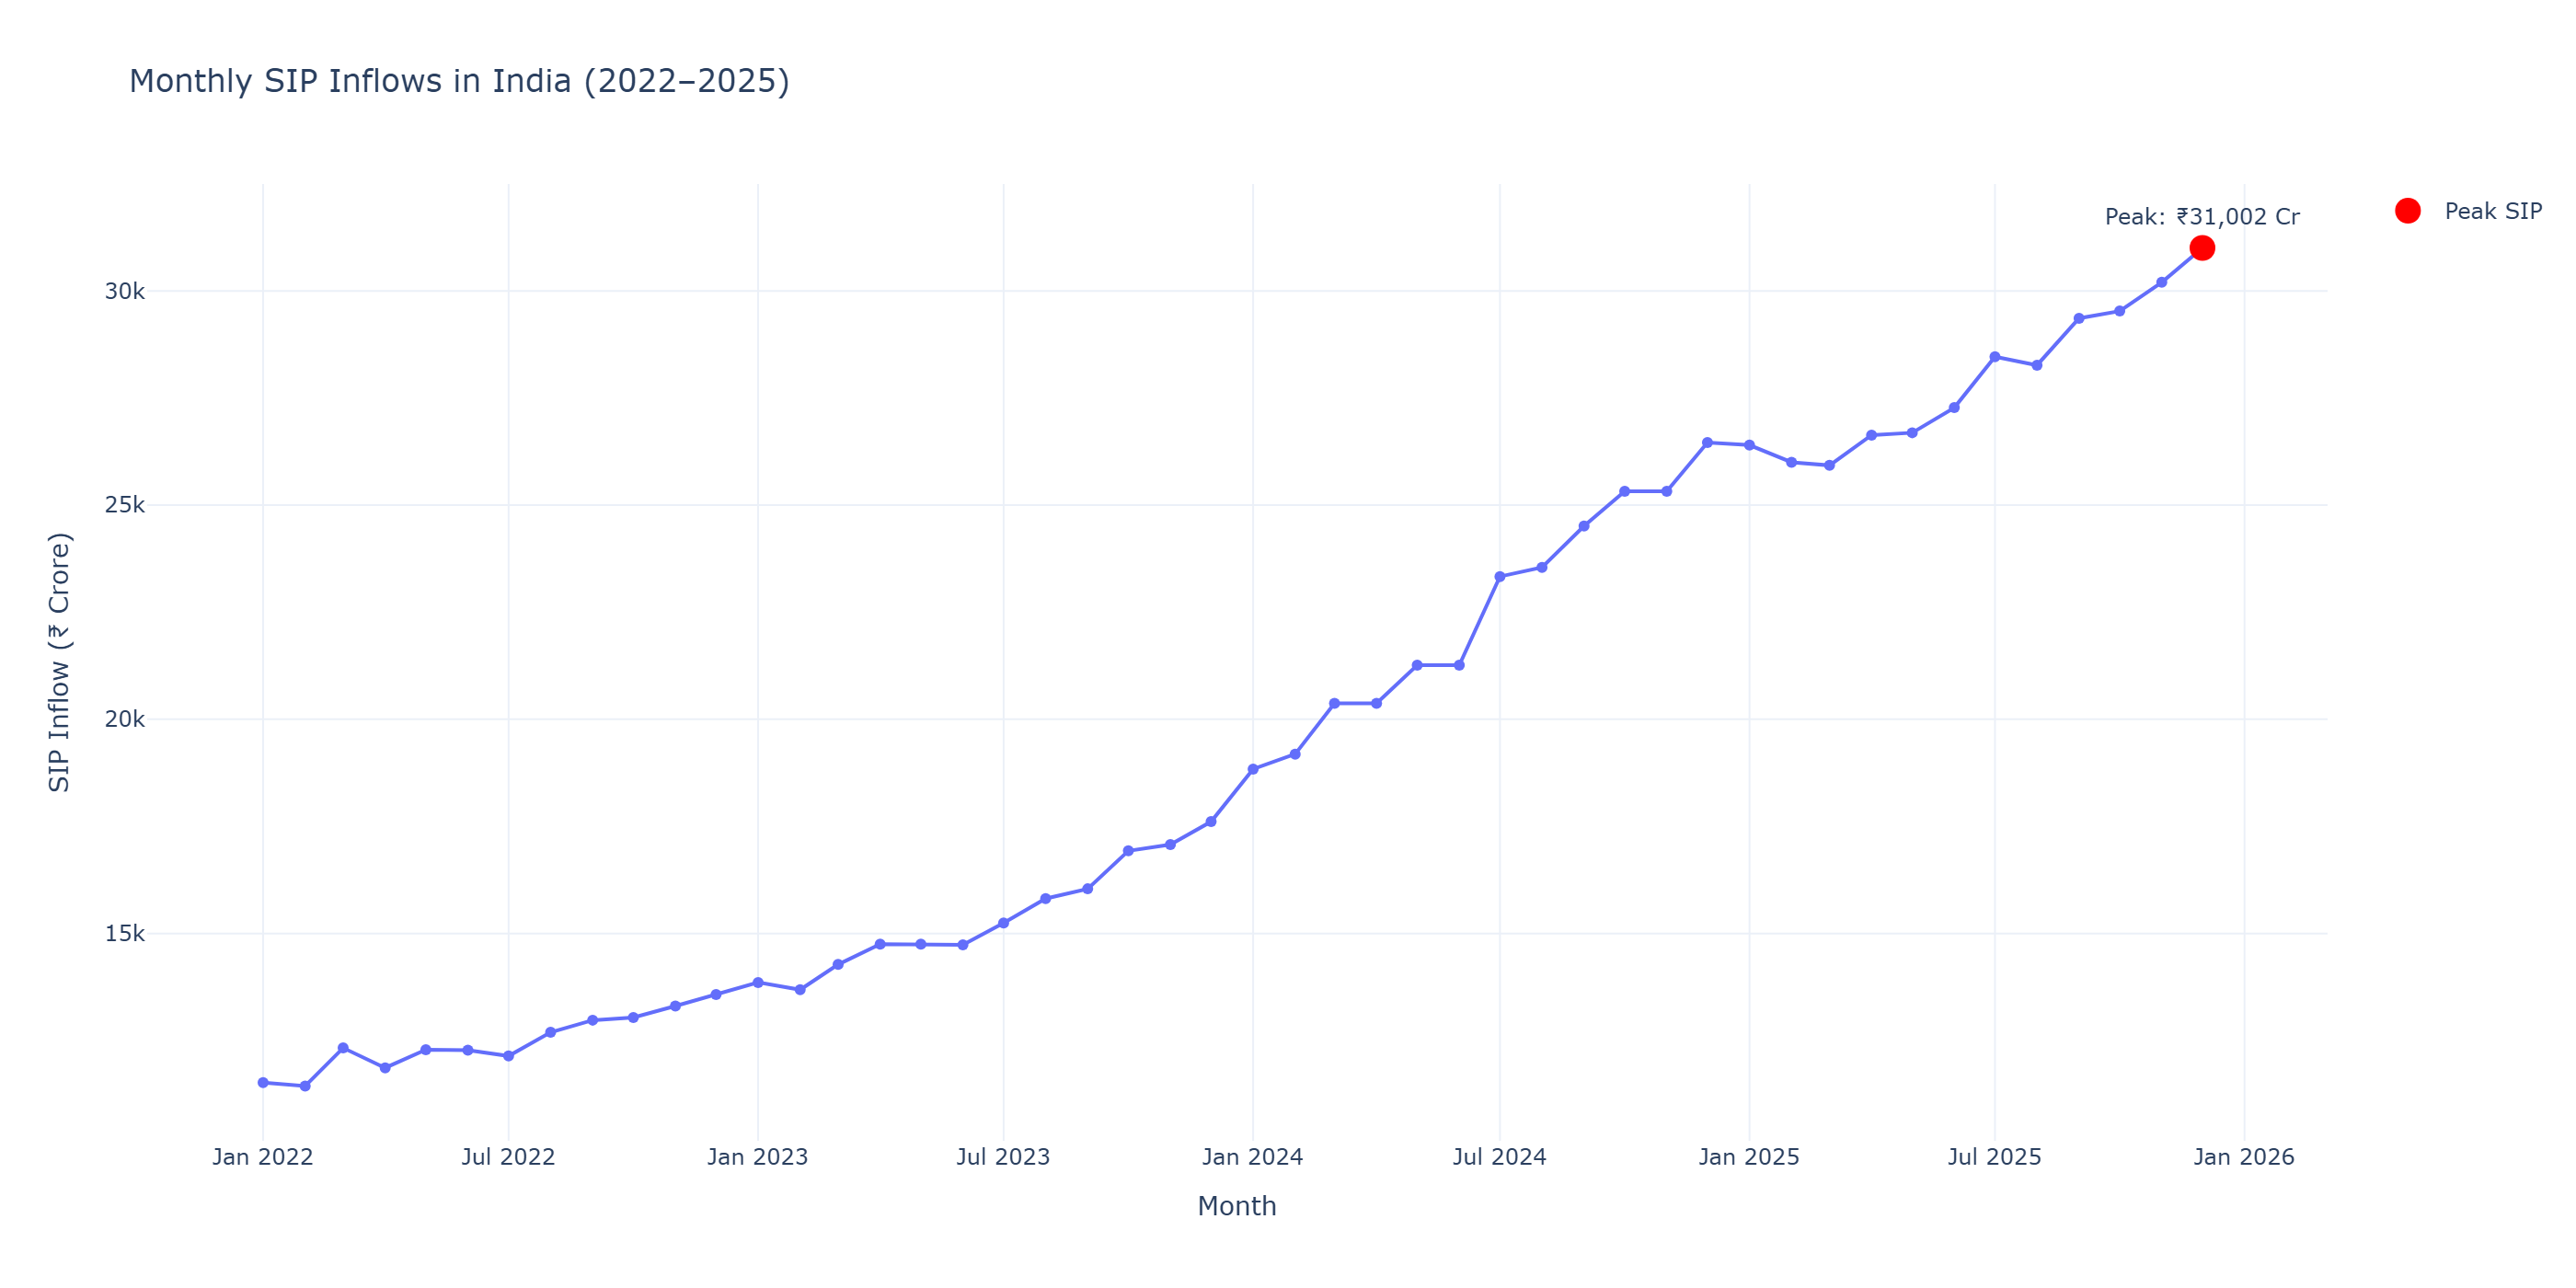 Monthly SIP Inflows in India (2022–2025)
Peak: ₹31,002 Cr
Peak SIP
30k
25k
20k
15k
SIP Inflow (₹ Crore)
Jan 2022 Jul 2022 Jan 2023 Jul 2023 Jan 2024 Jul 2024 Jan 2025 Jul 2025 Jan 2026
Month